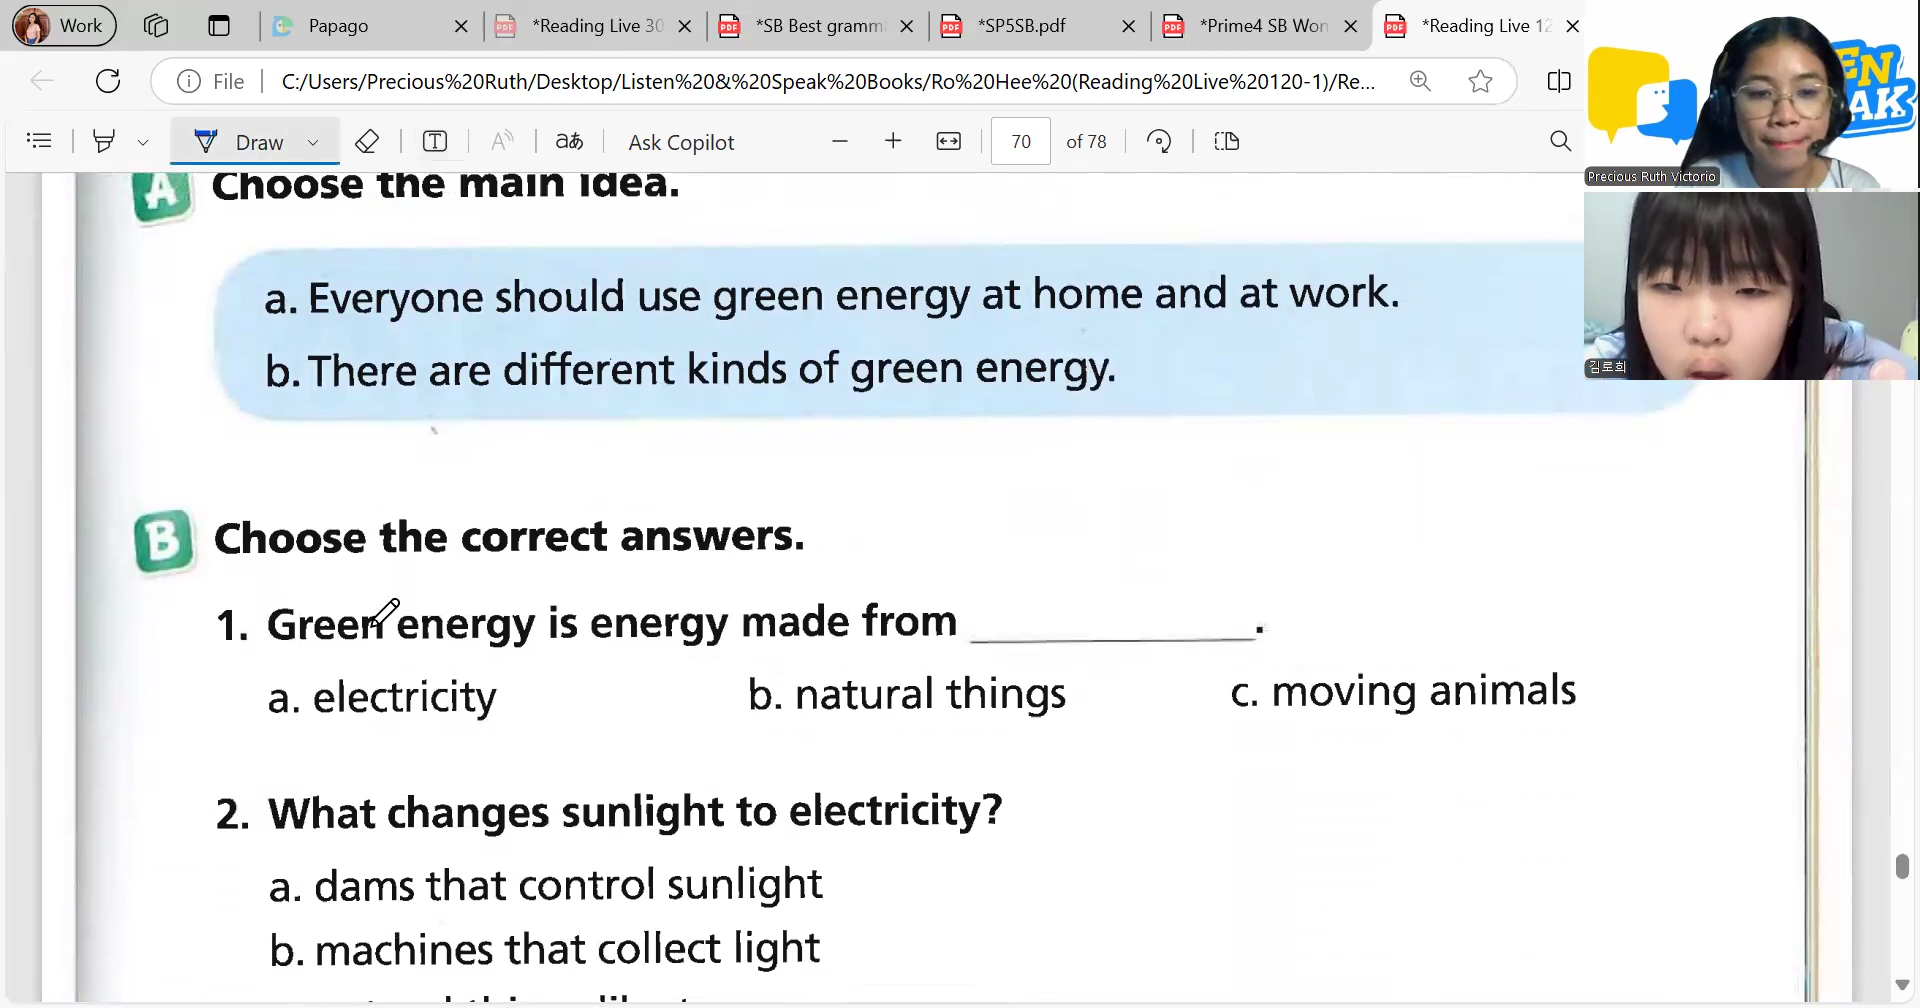 Work
Papago
*Reading Live 30
*SB Best gramm
*SP5SB.pdf
*Prime4 SB Won
*Reading Live 12
File
C:/Users/Precious%20Ruth/Desktop/Listen%20&%20Speak%20Books/Ro%20Hee%20(Reading%20Live%20120-1)/Re...
Draw
Ask Copilot
70 of 78
EN
AK
Precious Ruth Victorio
김로희
A Choose the main idea.
a. Everyone should use green energy at home and at work.
b. There are different kinds of green energy.
B Choose the correct answers.
1. Green energy is energy made from ____________.
a. electricity b. natural things c. moving animals
2. What changes sunlight to electricity?
a. dams that control sunlight
b. machines that collect light